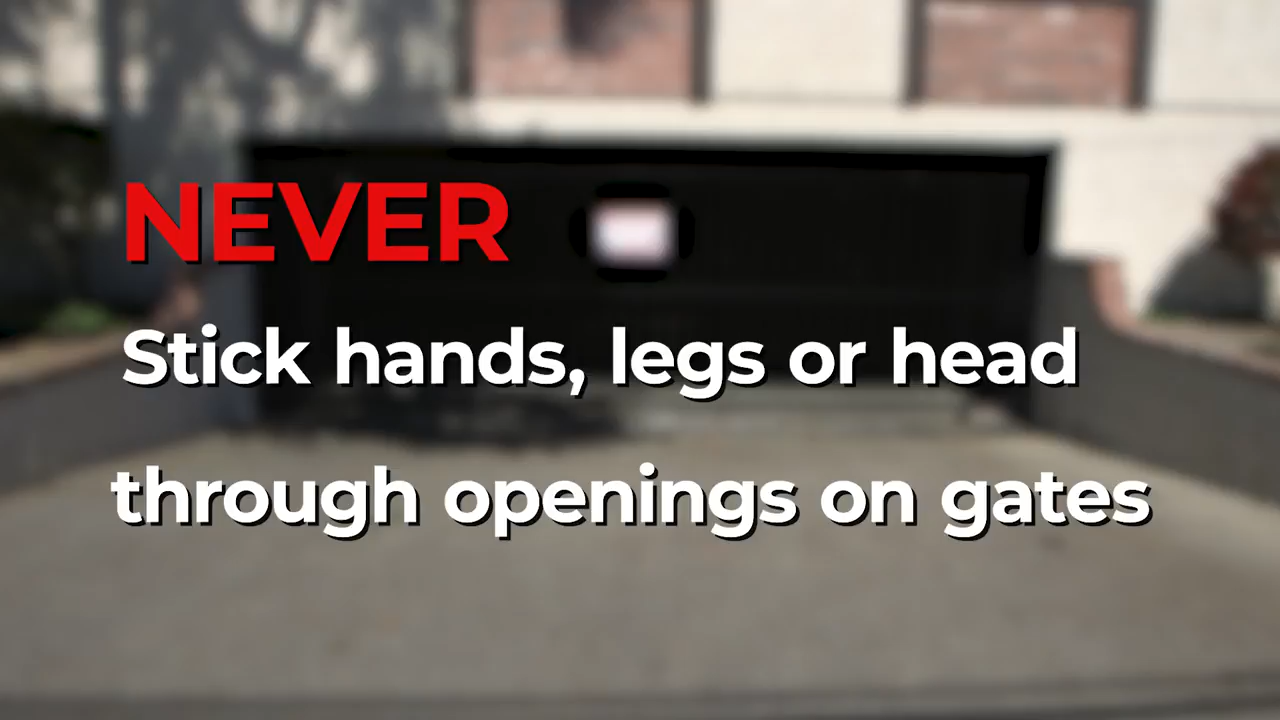 NEVER
Stick hands, legs or head
through openings on gates